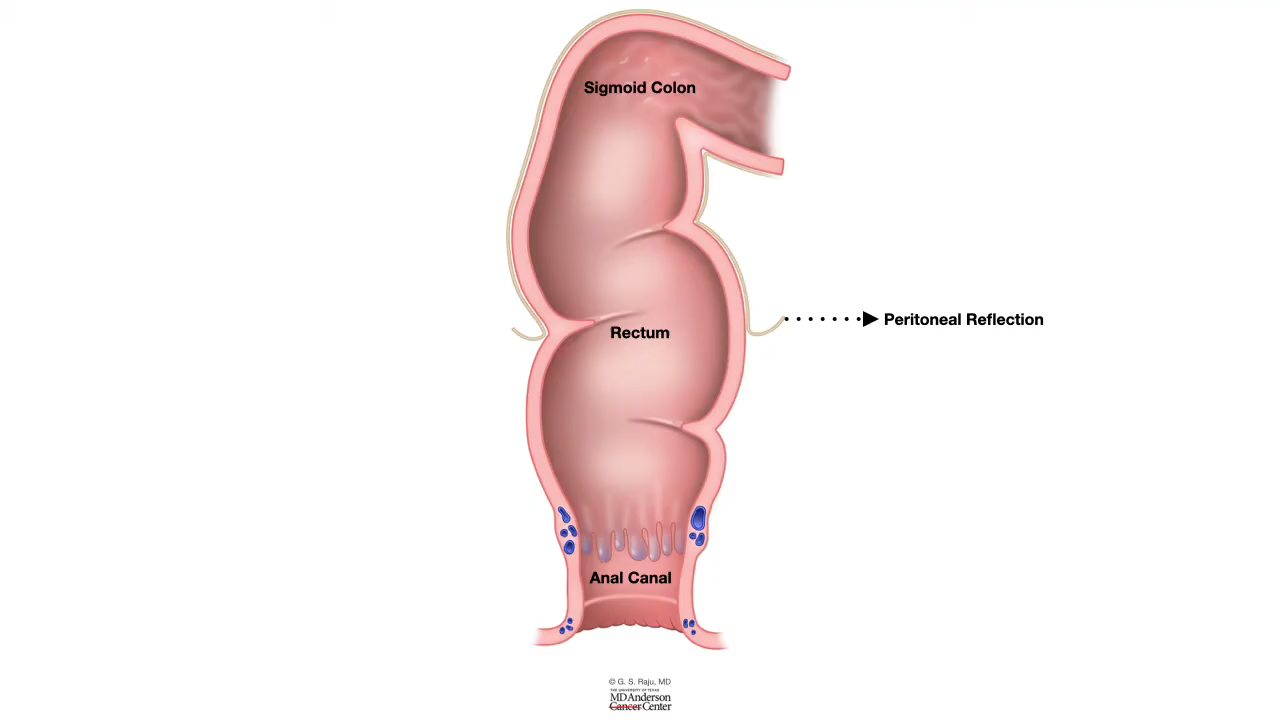 Sigmoid Colon
Rectum
Peritoneal Reflection
Anal Canal
© G. S. Raju, MD
THE UNIVERSITY OF TEXAS
MD Anderson
Cancer Center